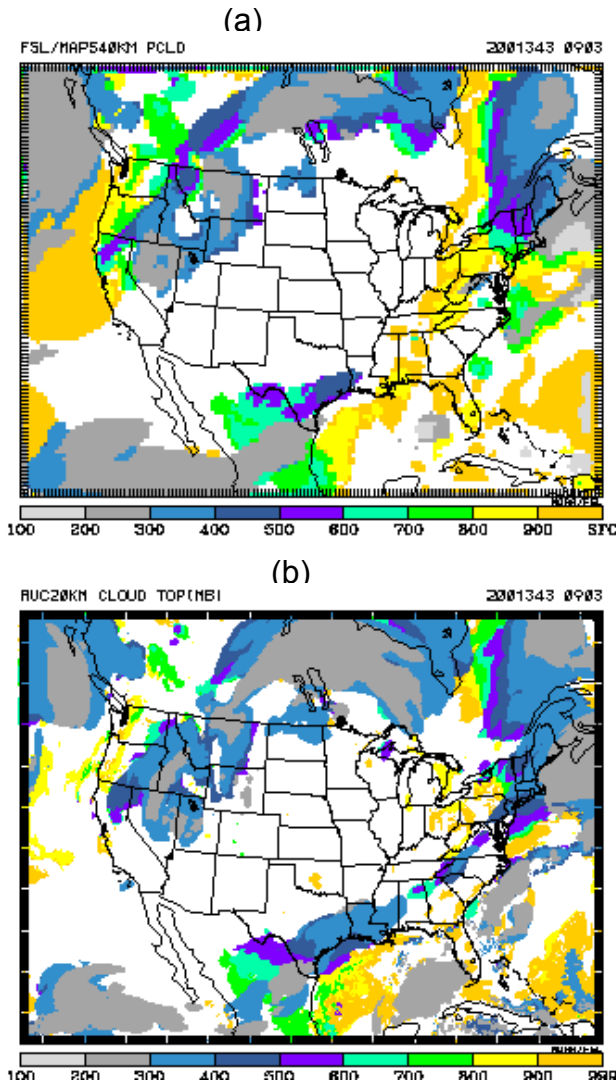 (a)
FSL/MAPS40KM PCLD 2001343 0903
100 200 300 400 500 600 700 800 900 SFC
(b)
RUC20KM CLOUD TOP(MB) 2001343 0903
100 200 300 400 500 600 700 800 900